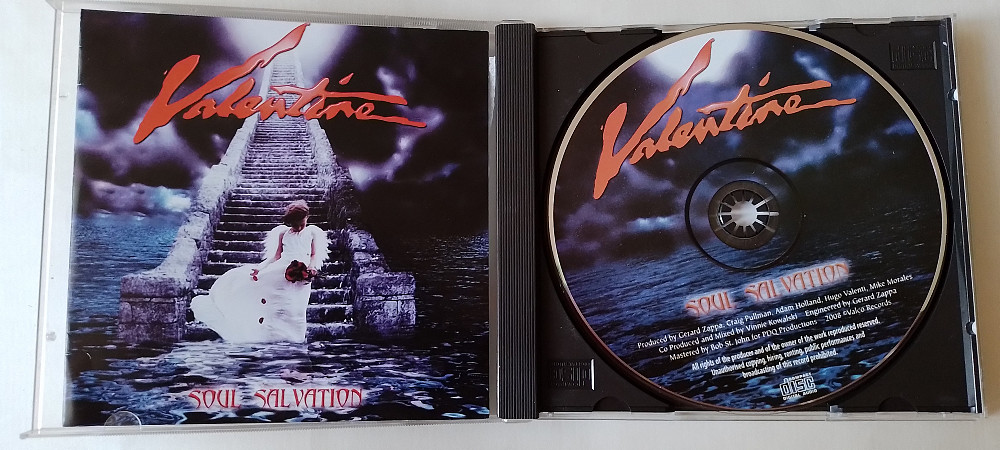 Valentine
SOUL SALVATION
Valentine
SOUL SALVATION
Produced by Gerard Zappa, Craig Pullman, Adam Holland, Hugo Valenti, Mike Morales
Co Produced and Mixed by Vinnie Kowalski Engineered by Gerard Zappa
Mastered by Bob St. John for PDQ Productions ~ 2008 ©Valco Records
All rights of the producer and of the owner of the work reproduced reserved.
Unauthorised copying, hiring, renting, public performances and
broadcasting of this record prohibited.
COMPACT
DISC
DIGITAL AUDIO